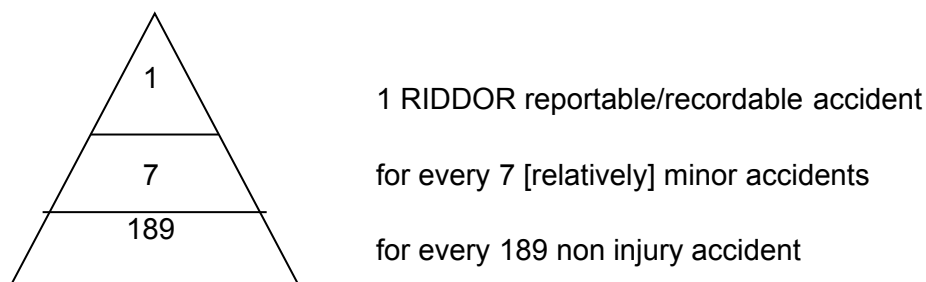 1
1 RIDDOR reportable/recordable accident
7
for every 7 [relatively] minor accidents
189
for every 189 non injury accident